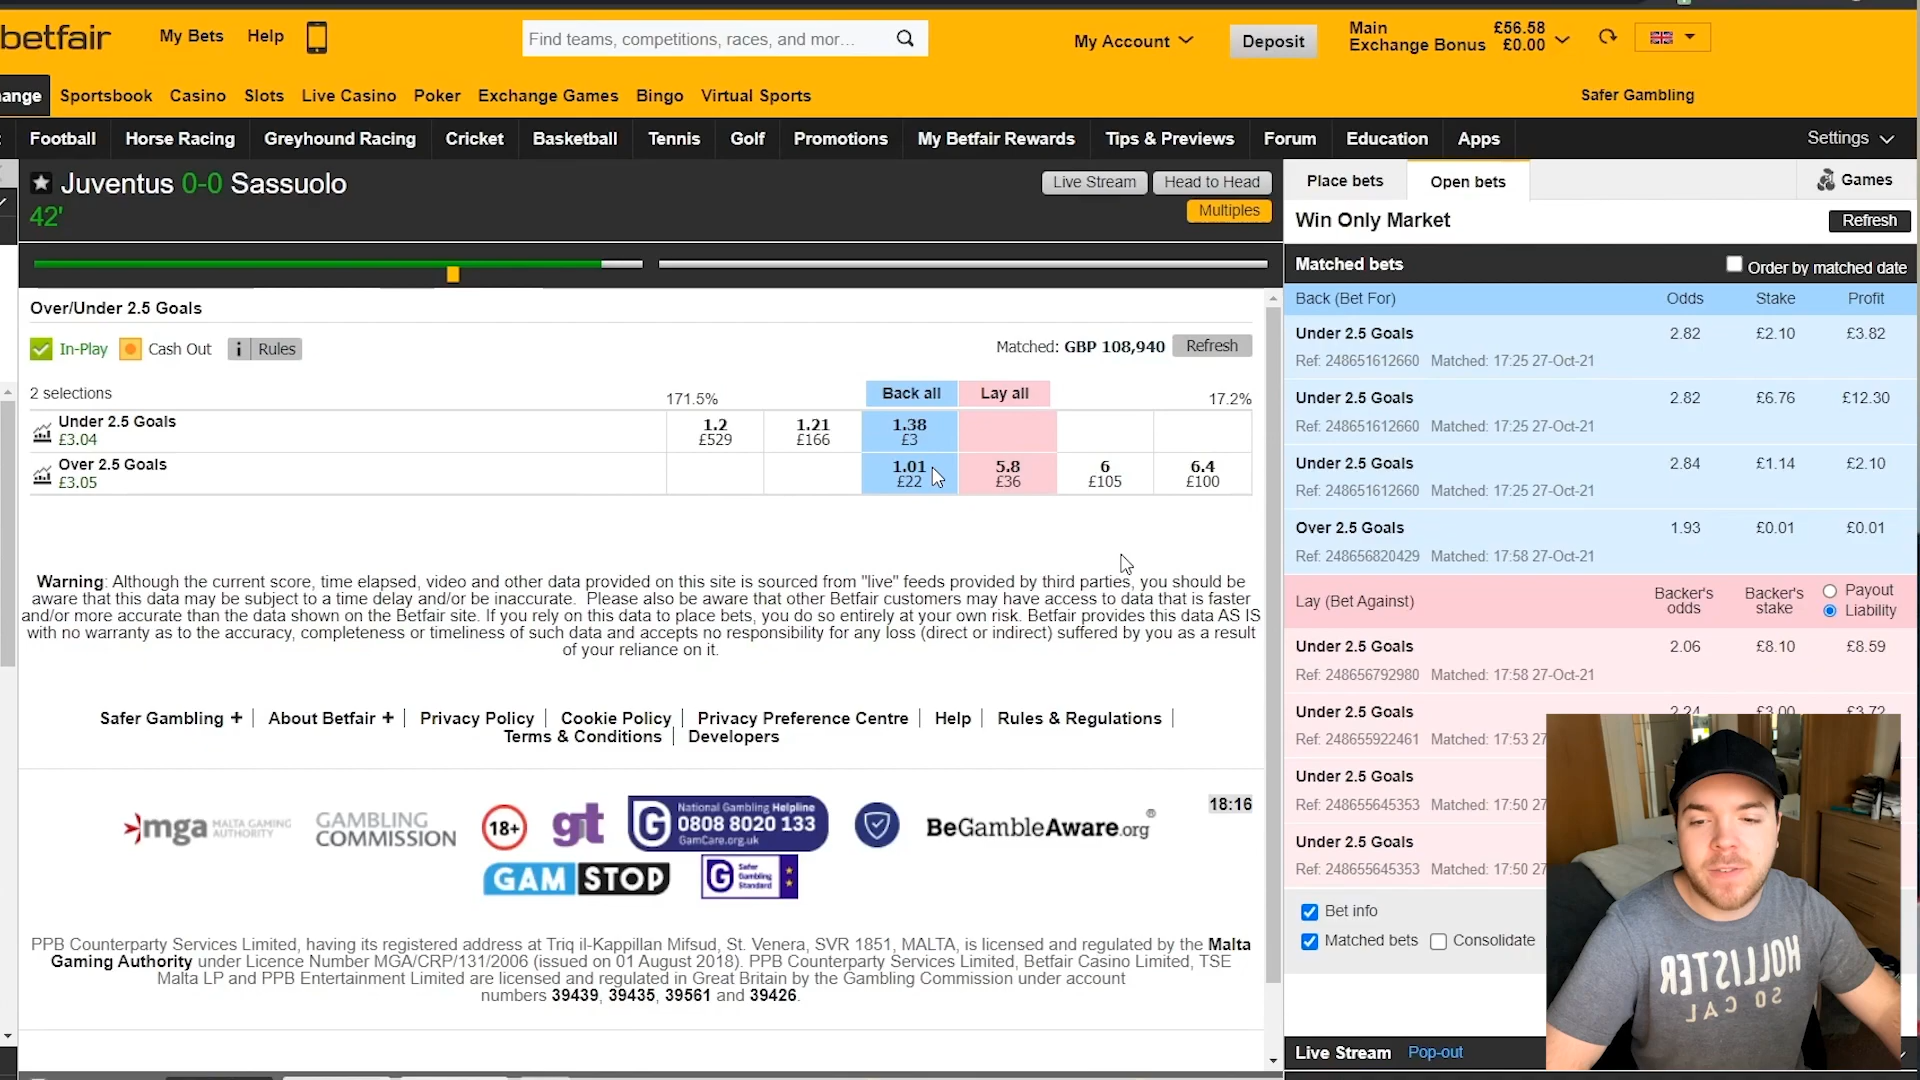 betfair
My Bets
Help
Find teams, competitions, races, and mor...
My Account
Deposit
Main £56.58
Exchange Bonus £0.00
ange
Sportsbook
Casino
Slots
Live Casino
Poker
Exchange Games
Bingo
Virtual Sports
Safer Gambling
Football
Horse Racing
Greyhound Racing
Cricket
Basketball
Tennis
Golf
Promotions
My Betfair Rewards
Tips & Previews
Forum
Education
Apps
Settings
Juventus 0-0 Sassuolo
42'
Live Stream
Head to Head
Multiples
Over/Under 2.5 Goals
In-Play
Cash Out
i Rules
Matched: GBP 108,940
Refresh
2 selections
171.5%
Back all
Lay all
17.2%
Under 2.5 Goals
£3.04
1.2
£529
1.21
£166
1.38
£3
Over 2.5 Goals
£3.05
1.01
£22
5.8
£36
6
£105
6.4
£100
Warning: Although the current score, time elapsed, video and other data provided on this site is sourced from "live" feeds provided by third parties, you should be
aware that this data may be subject to a time delay and/or be inaccurate. Please also be aware that other Betfair customers may have access to data that is faster
and/or more accurate than the data shown on the Betfair site. If you rely on this data to place bets, you do so entirely at your own risk. Betfair provides this data AS IS
with no warranty as to the accuracy, completeness or timeliness of such data and accepts no responsibility for any loss (direct or indirect) suffered by you as a result
of your reliance on it.
Safer Gambling +
About Betfair +
Privacy Policy
Cookie Policy
Privacy Preference Centre
Help
Rules & Regulations
Terms & Conditions
Developers
18:16
mga MALTA GAMING AUTHORITY
GAMBLING COMMISSION
18+
gt
National Gambling Helpline
0808 8020 133
GamCare.org.uk
BeGambleAware.org®
GAMSTOP
G Safer Gambling Standard
PPB Counterparty Services Limited, having its registered address at Triq il-Kappillan Mifsud, St. Venera, SVR 1851, MALTA, is licensed and regulated by the Malta
Gaming Authority under Licence Number MGA/CRP/131/2006 (issued on 01 August 2018). PPB Counterparty Services Limited, Betfair Casino Limited, TSE
Malta LP and PPB Entertainment Limited are licensed and regulated in Great Britain by the Gambling Commission under account
numbers 39439, 39435, 39561 and 39426.
Place bets
Open bets
Games
Win Only Market
Refresh
Matched bets
Order by matched date
Back (Bet For) Odds Stake Profit
Under 2.5 Goals 2.82 £2.10 £3.82
Ref: 248651612660 Matched: 17:25 27-Oct-21
Under 2.5 Goals 2.82 £6.76 £12.30
Ref: 248651612660 Matched: 17:25 27-Oct-21
Under 2.5 Goals 2.84 £1.14 £2.10
Ref: 248651612660 Matched: 17:25 27-Oct-21
Over 2.5 Goals 1.93 £0.01 £0.01
Ref: 248656820429 Matched: 17:58 27-Oct-21
Lay (Bet Against)
Backer's odds
Backer's stake
Payout
Liability
Under 2.5 Goals 2.06 £8.10 £8.59
Ref: 248656792980 Matched: 17:58 27-Oct-21
Under 2.5 Goals 2.24 £3.00 £3.72
Ref: 248655922461 Matched: 17:53 27
Under 2.5 Goals
Ref: 248655645353 Matched: 17:50 27
Under 2.5 Goals
Ref: 248655645353 Matched: 17:50 27
Bet info
Matched bets
Consolidate
Live Stream
Pop-out
HOLLISTER
SO CAL